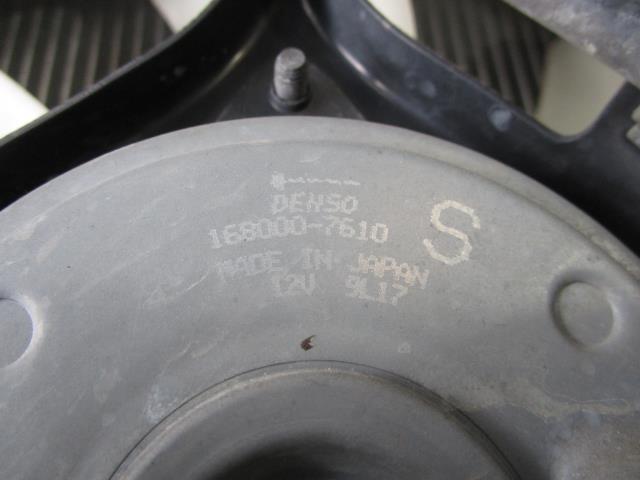 DENSO
168000-7610
S
MADE IN JAPAN
12V 9L17